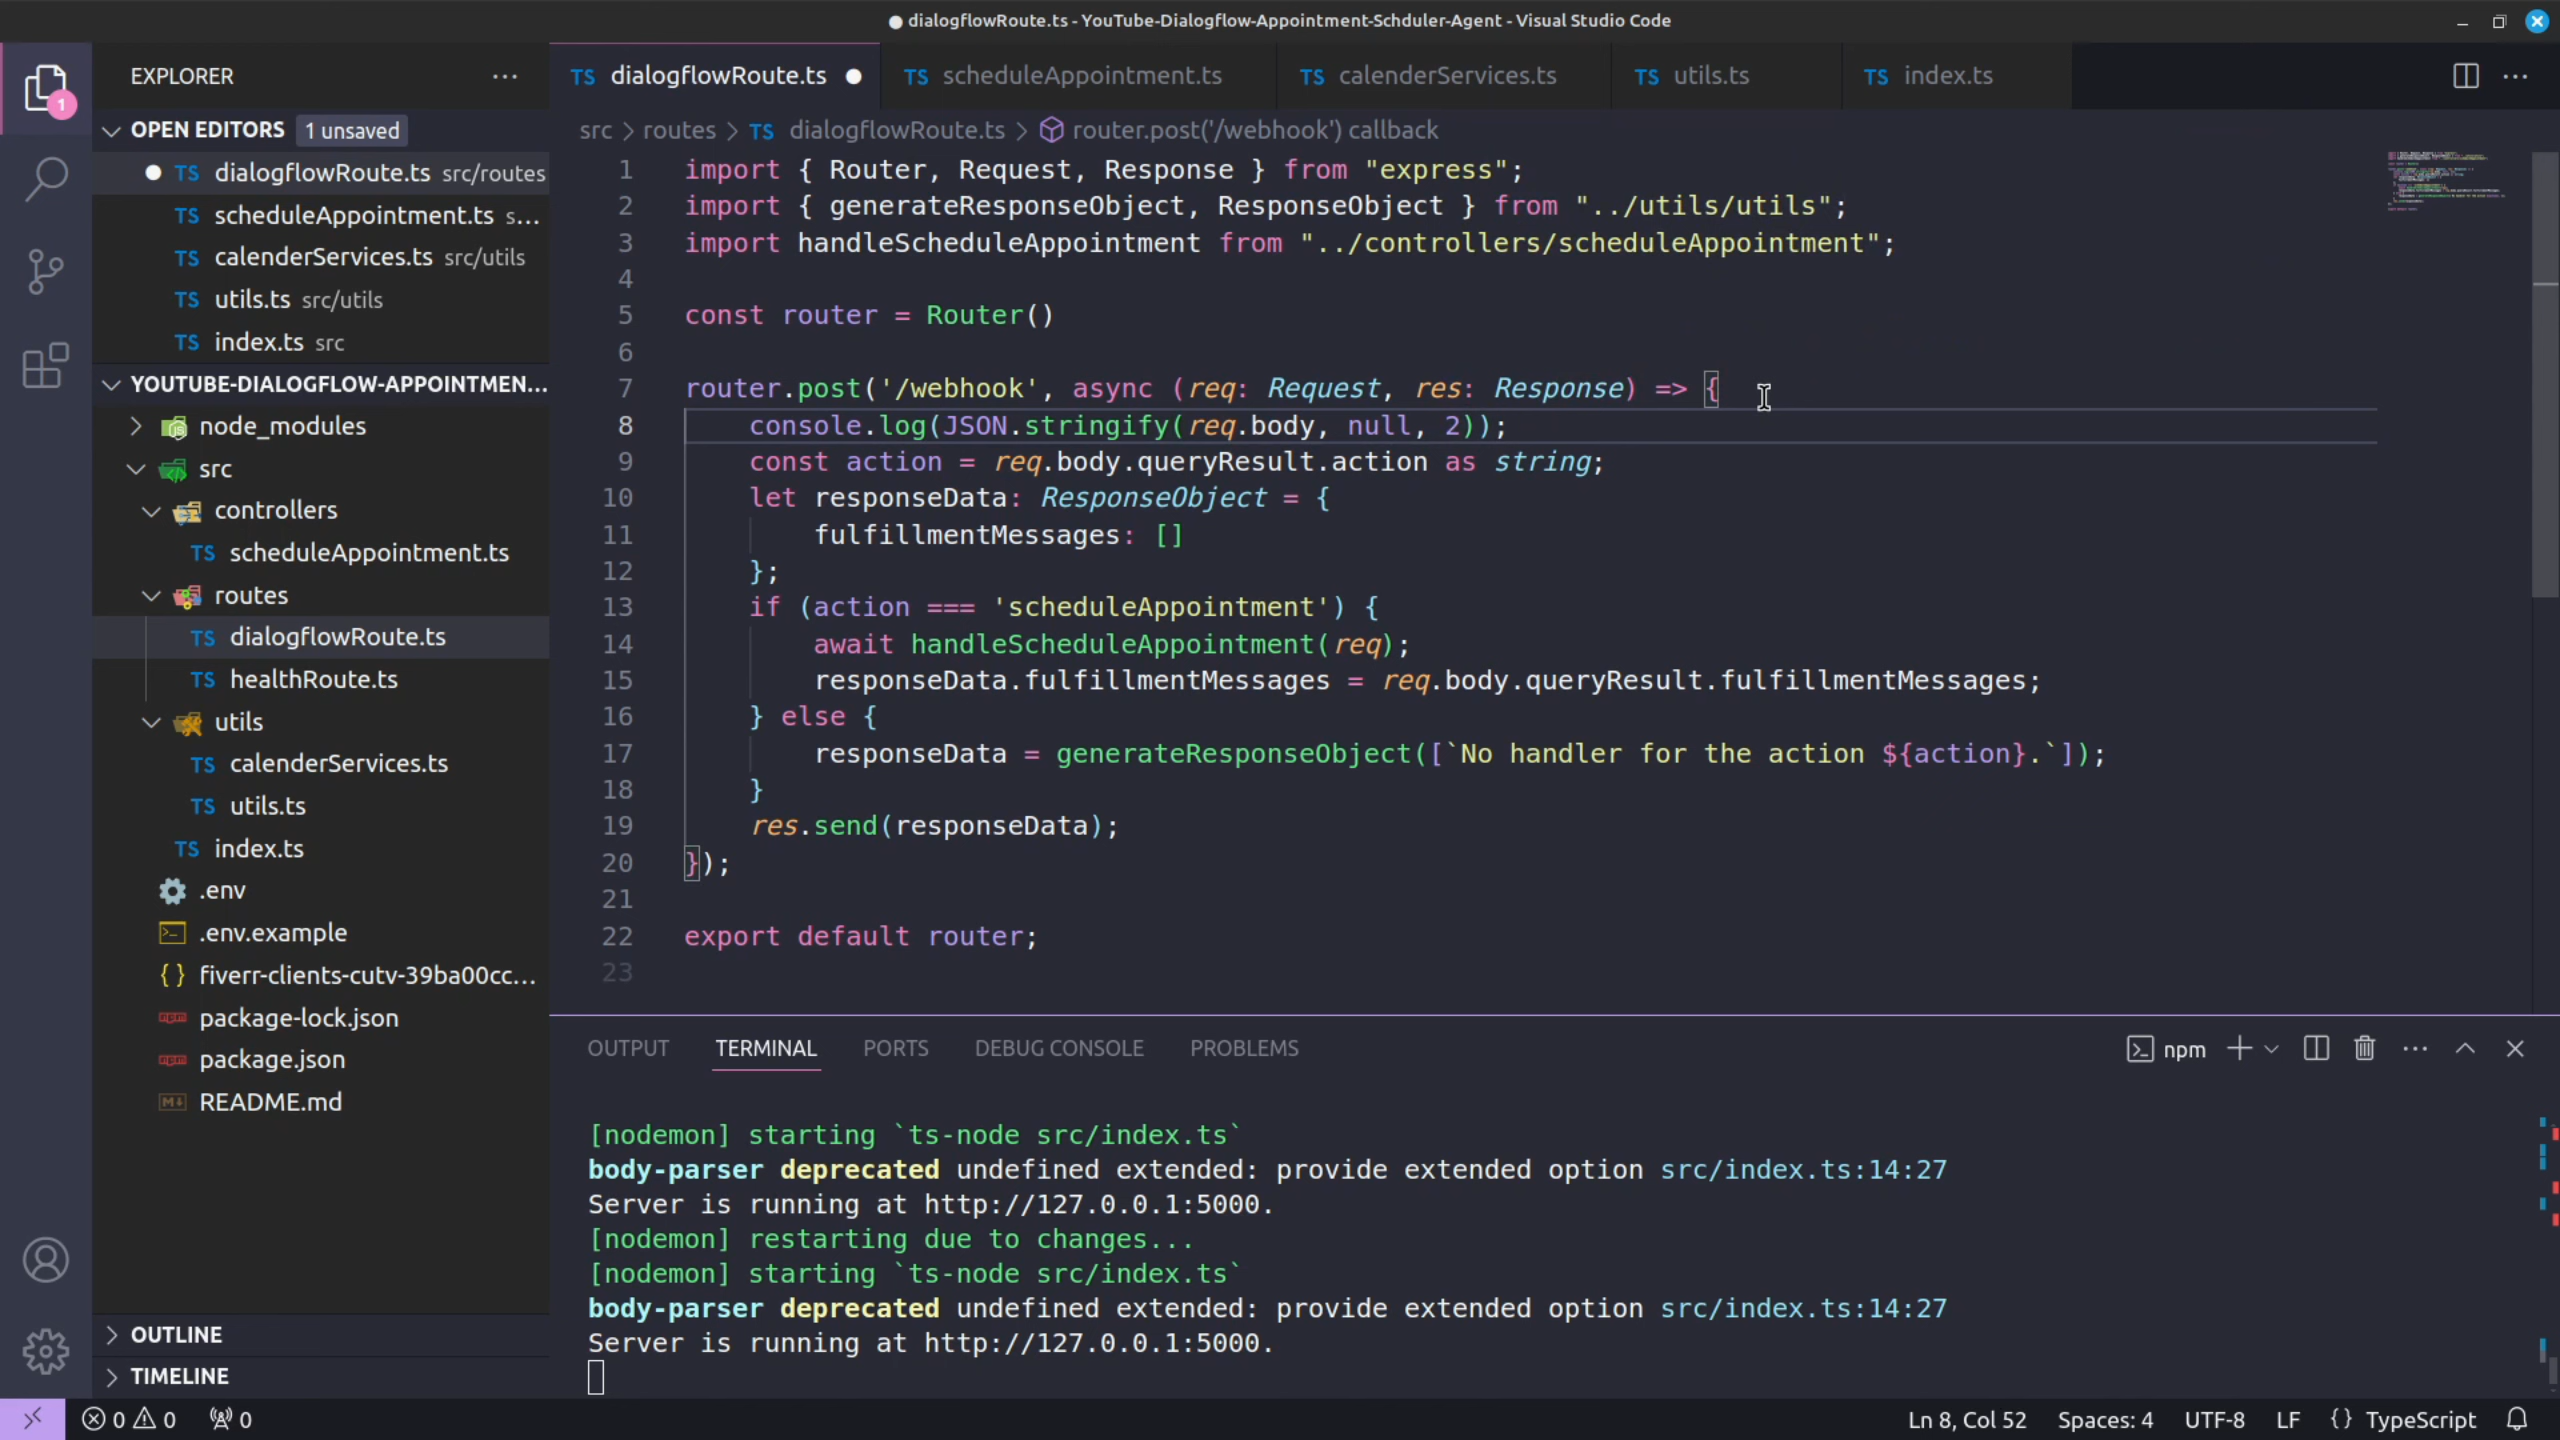 dialogflowRoute.ts - YouTube-Dialogflow-Appointment-Schduler-Agent - Visual Studio Code
EXPLORER
1
OPEN EDITORS 1 unsaved
TS dialogflowRoute.ts src/routes
TS scheduleAppointment.ts s...
TS calenderServices.ts src/utils
TS utils.ts src/utils
TS index.ts src
YOUTUBE-DIALOGFLOW-APPOINTMEN...
node_modules
src
controllers
TS scheduleAppointment.ts
routes
TS dialogflowRoute.ts
TS healthRoute.ts
utils
TS calenderServices.ts
TS utils.ts
TS index.ts
.env
.env.example
{ } fiverr-clients-cutv-39ba00cc...
package-lock.json
package.json
README.md
OUTLINE
TIMELINE
TS dialogflowRoute.ts TS scheduleAppointment.ts TS calenderServices.ts TS utils.ts TS index.ts
src > routes > TS dialogflowRoute.ts > router.post('/webhook') callback
1 import { Router, Request, Response } from "express";
2 import { generateResponseObject, ResponseObject } from "../utils/utils";
3 import handleScheduleAppointment from "../controllers/scheduleAppointment";
4
5 const router = Router()
6
7 router.post('/webhook', async (req: Request, res: Response) => {
8 console.log(JSON.stringify(req.body, null, 2));
9 const action = req.body.queryResult.action as string;
10 let responseData: ResponseObject = {
11 fulfillmentMessages: []
12 };
13 if (action === 'scheduleAppointment') {
14 await handleScheduleAppointment(req);
15 responseData.fulfillmentMessages = req.body.queryResult.fulfillmentMessages;
16 } else {
17 responseData = generateResponseObject([`No handler for the action ${action}.`]);
18 }
19 res.send(responseData);
20 });
21
22 export default router;
23
OUTPUT TERMINAL PORTS DEBUG CONSOLE PROBLEMS npm
[nodemon] starting `ts-node src/index.ts`
body-parser deprecated undefined extended: provide extended option src/index.ts:14:27
Server is running at http://127.0.0.1:5000.
[nodemon] restarting due to changes...
[nodemon] starting `ts-node src/index.ts`
body-parser deprecated undefined extended: provide extended option src/index.ts:14:27
Server is running at http://127.0.0.1:5000.
0 0 0 Ln 8, Col 52 Spaces: 4 UTF-8 LF { } TypeScript